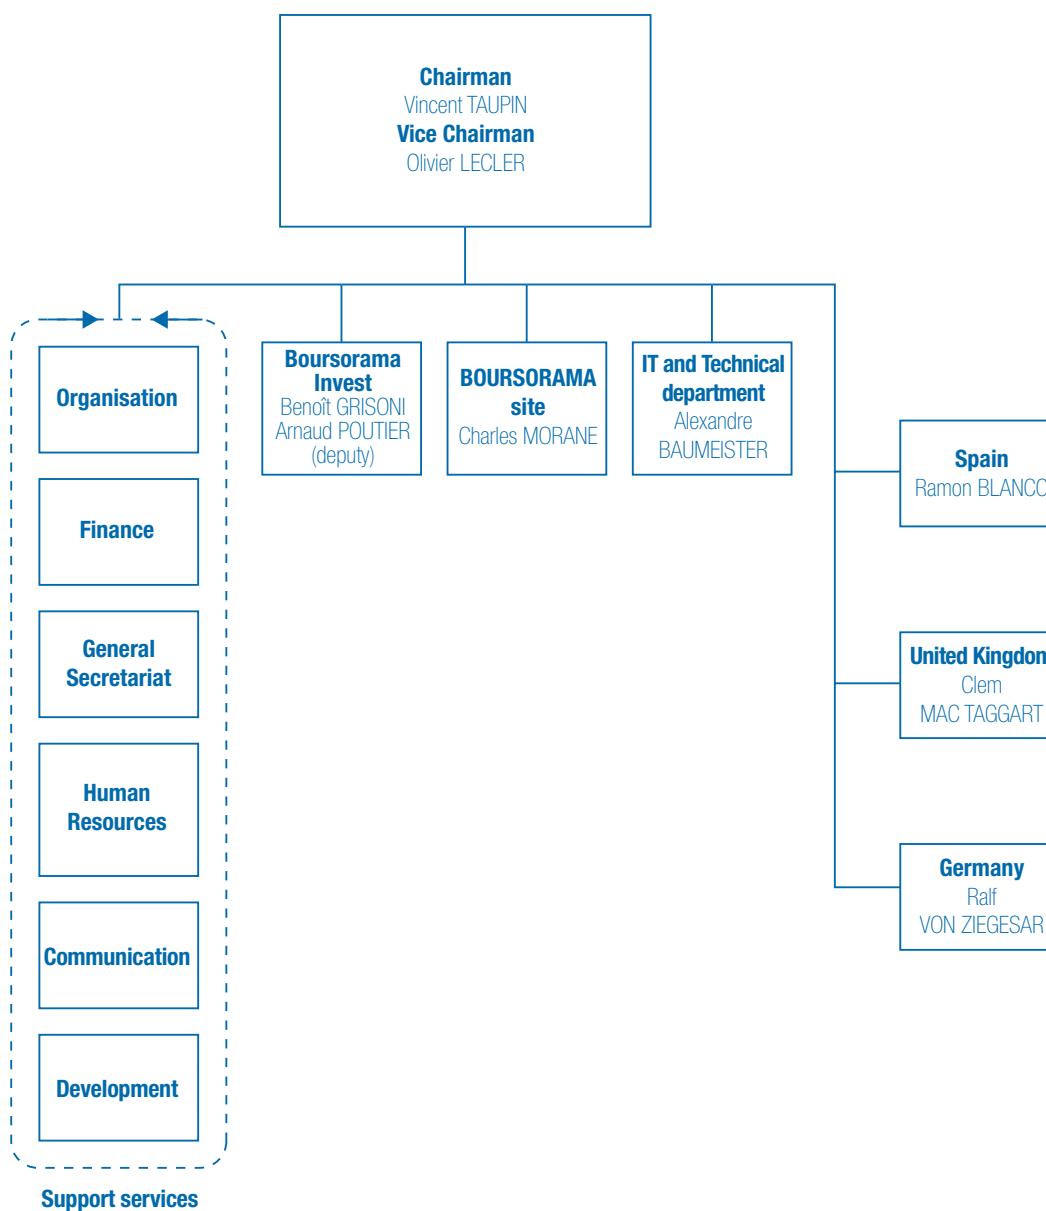 Chairman
Vincent TAUPIN
Vice Chairman
Olivier LECLER
Organisation
Finance
General
Secretariat
Human
Resources
Communication
Development
Support services
Boursorama
Invest
Benoît GRISONI
Arnaud POUTIER
(deputy)
BOURSORAMA
site
Charles MORANE
IT and Technical
department
Alexandre
BAUMEISTER
Spain
Ramon BLANCO
United Kingdom
Clem
MAC TAGGART
Germany
Ralf
VON ZIEGESAR